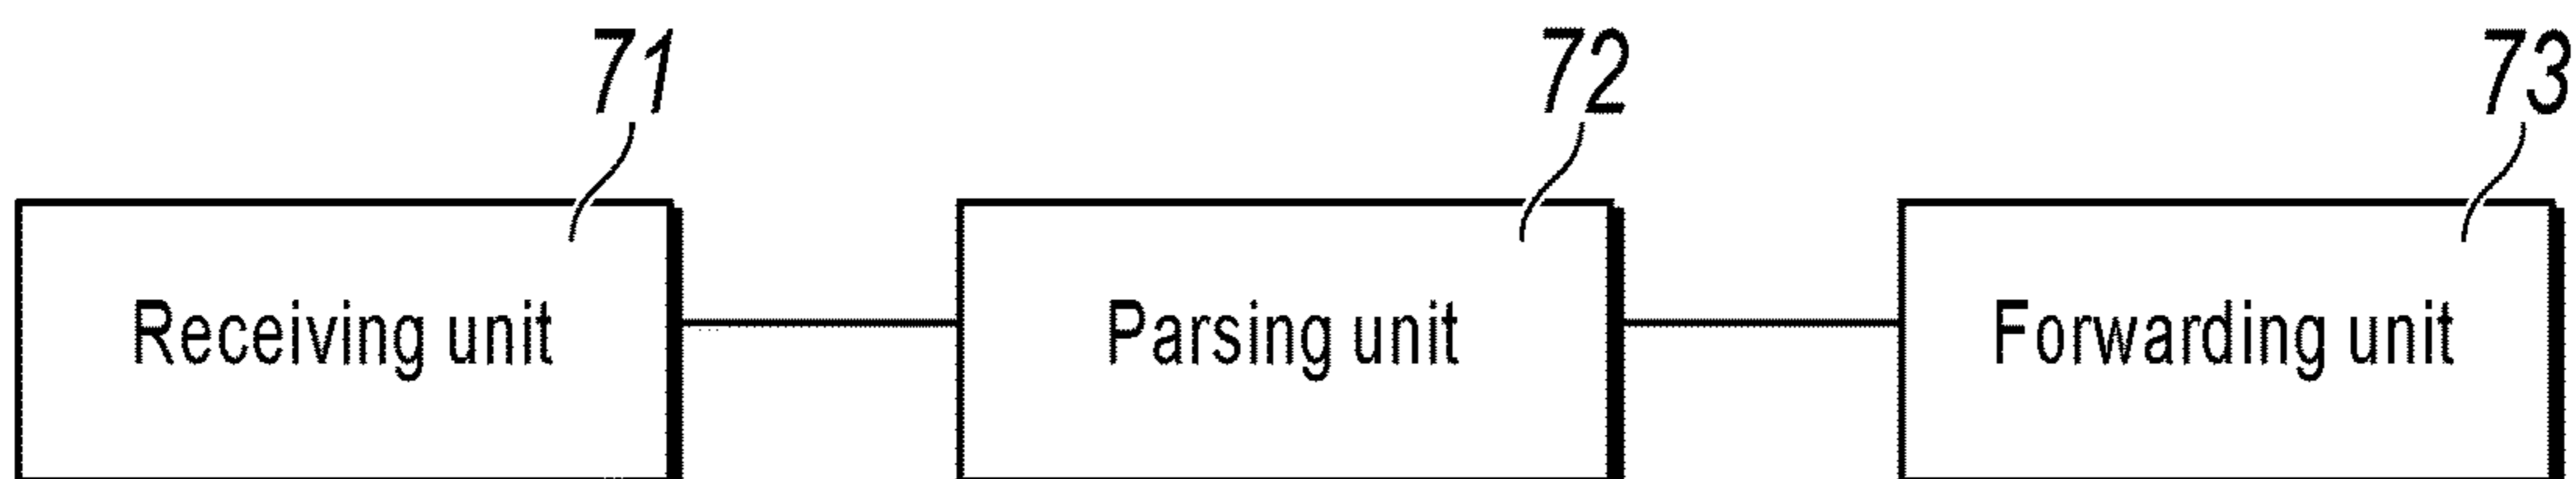 71
72
73
Receiving unit
Parsing unit
Forwarding unit